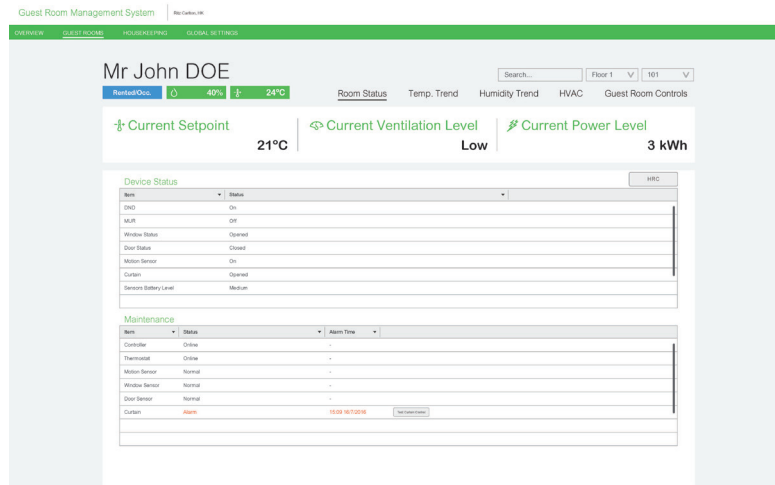 Guest Room Management System
Ritz Carlton, HK
OVERVIEW GUEST ROOMS HOUSEKEEPING GLOBAL SETTINGS
Mr John DOE
Search... Floor 1 101
Rented/Occ. 40% 24°C
Room Status Temp. Trend Humidity Trend HVAC Guest Room Controls
Current Setpoint Current Ventilation Level Current Power Level
21°C Low 3 kWh
Device Status HRC
Item Status
DND On
MUR Off
Window Status Opened
Door Status Closed
Motion Sensor On
Curtain Opened
Sensors Battery Level Medium
Maintenance
Item Status Alarm Time
Controller Online -
Thermostat Online -
Motion Sensor Normal -
Window Sensor Normal -
Door Sensor Normal -
Curtain Alarm 15:09 16/7/2016